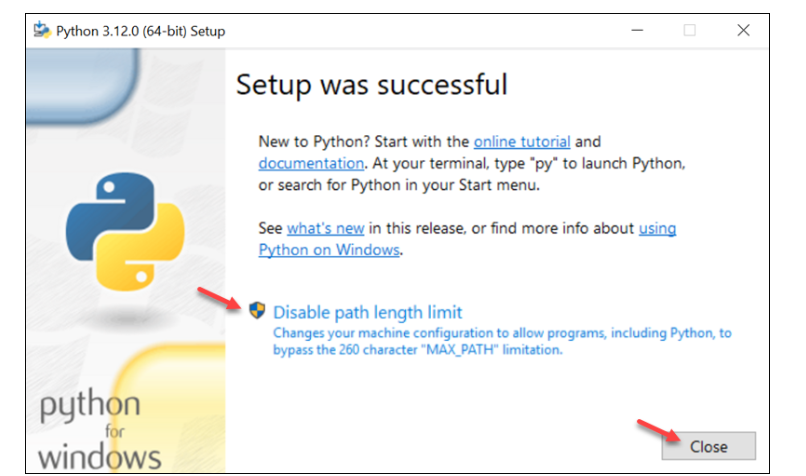 Python 3.12.0 (64-bit) Setup
Setup was successful
New to Python? Start with the online tutorial and
documentation. At your terminal, type "py" to launch Python,
or search for Python in your Start menu.
See what's new in this release, or find more info about using
Python on Windows.
Disable path length limit
Changes your machine configuration to allow programs, including Python, to
bypass the 260 character "MAX_PATH" limitation.
python
for
windows
Close